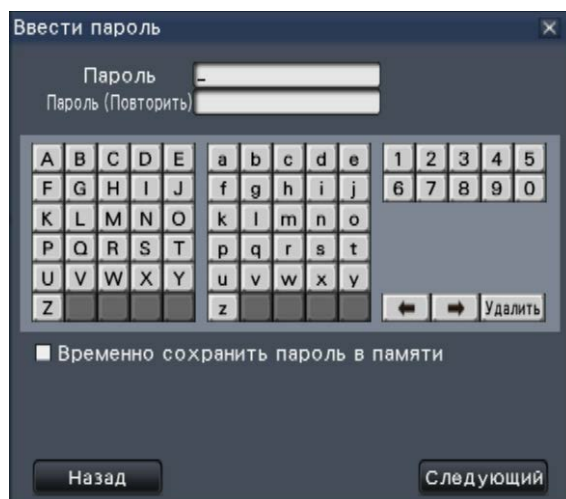 Ввести пароль
Пароль
Пароль (Повторить)
A B C D E a b c d e 1 2 3 4 5
F G H I J f g h i j 6 7 8 9 0
K L M N O k l m n o
P Q R S T p q r s t
U V W X Y u v w x y
Z z Удалить
Временно сохранить пароль в памяти
Назад Следующий